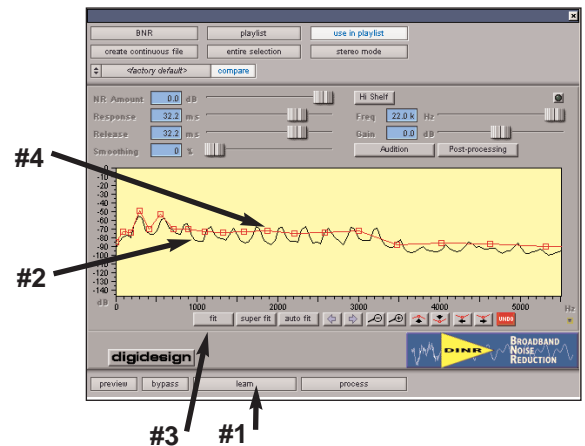 BNR playlist use in playlist
create continuous file entire selection stereo mode
<factory default> compare
NR Amount 0.0 dB Hi Shelf
Response 32.2 ms Freq 22.0 k Hz
Release 32.2 ms Gain 0.0 dB
Smoothing 0 % Audition Post-processing
#4
#2
-0
-10
-20
-30
-40
-50
-60
-70
-80
-90
-100
-110
-120
-130
-140
dB 0 1000 2000 3000 4000 5000 Hz
fit super fit auto fit UNDO
digidesign
DINR BROADBAND NOISE REDUCTION
preview bypass learn process
#3 #1